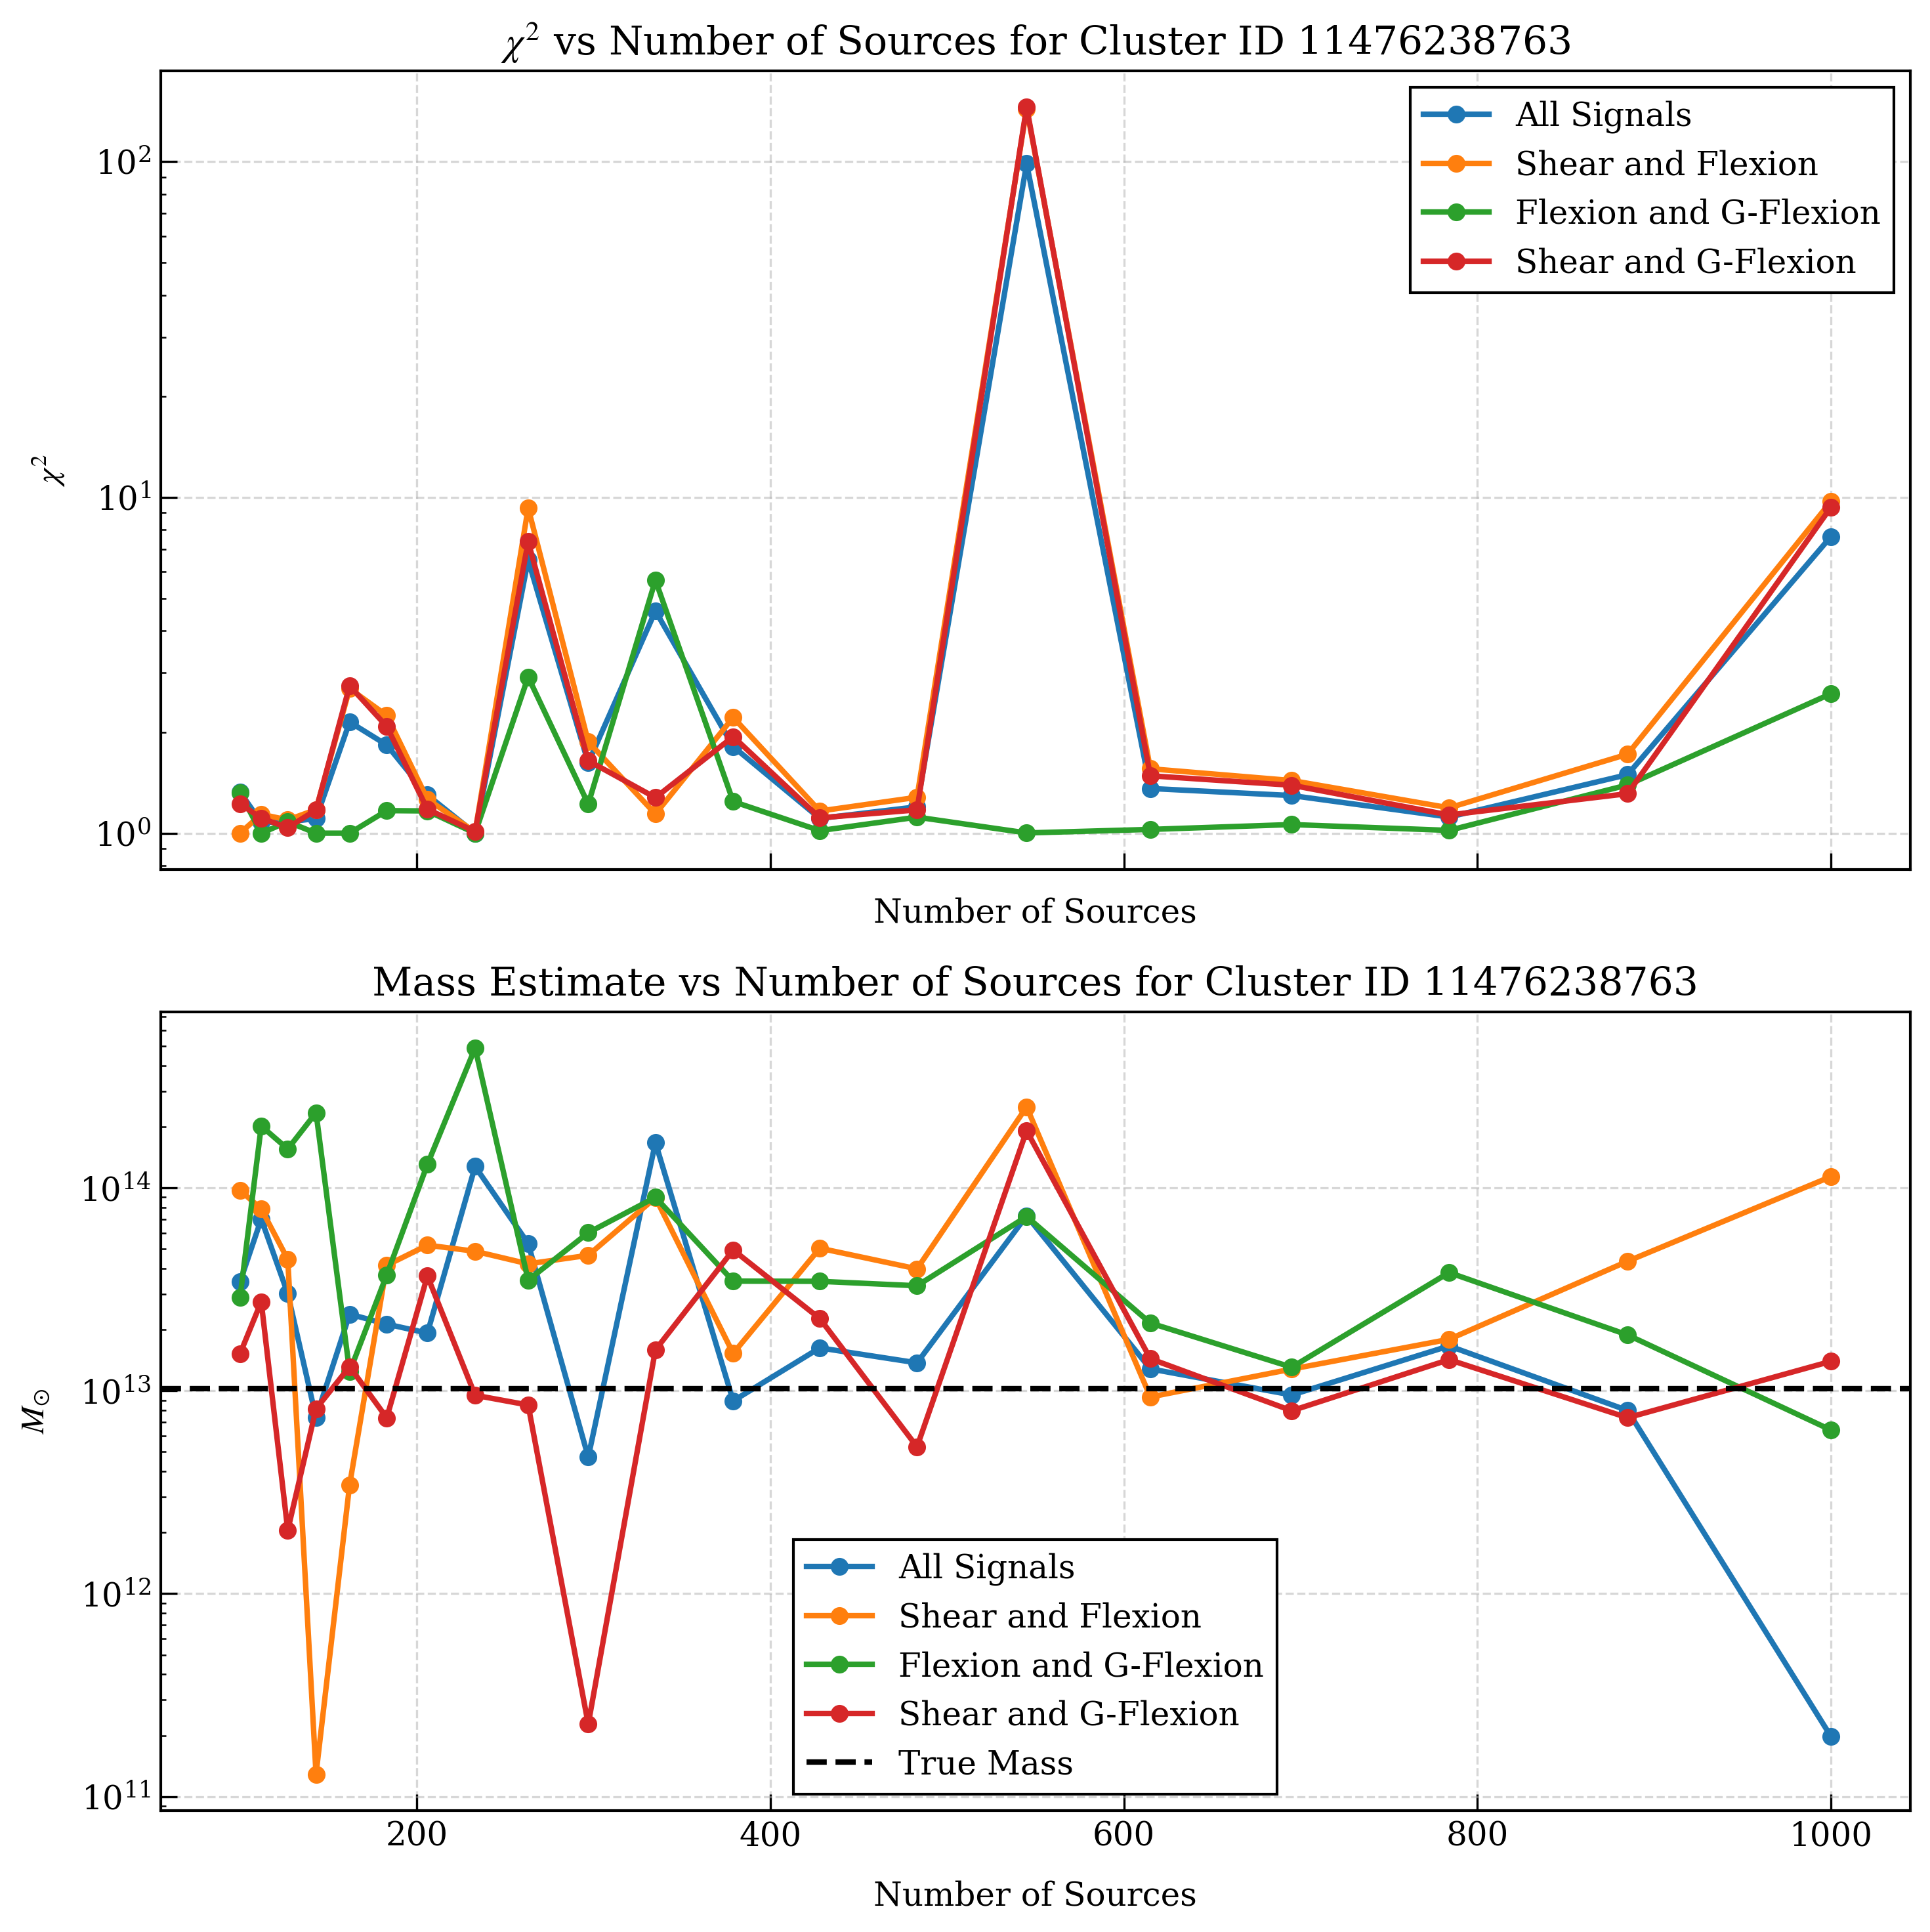 χ² vs Number of Sources for Cluster ID 11476238763
10²
10¹
10⁰
χ²
All Signals
Shear and Flexion
Flexion and G-Flexion
Shear and G-Flexion
Number of Sources
Mass Estimate vs Number of Sources for Cluster ID 11476238763
10¹⁴
10¹³
10¹²
10¹¹
M⊙
All Signals
Shear and Flexion
Flexion and G-Flexion
Shear and G-Flexion
True Mass
200 400 600 800 1000
Number of Sources